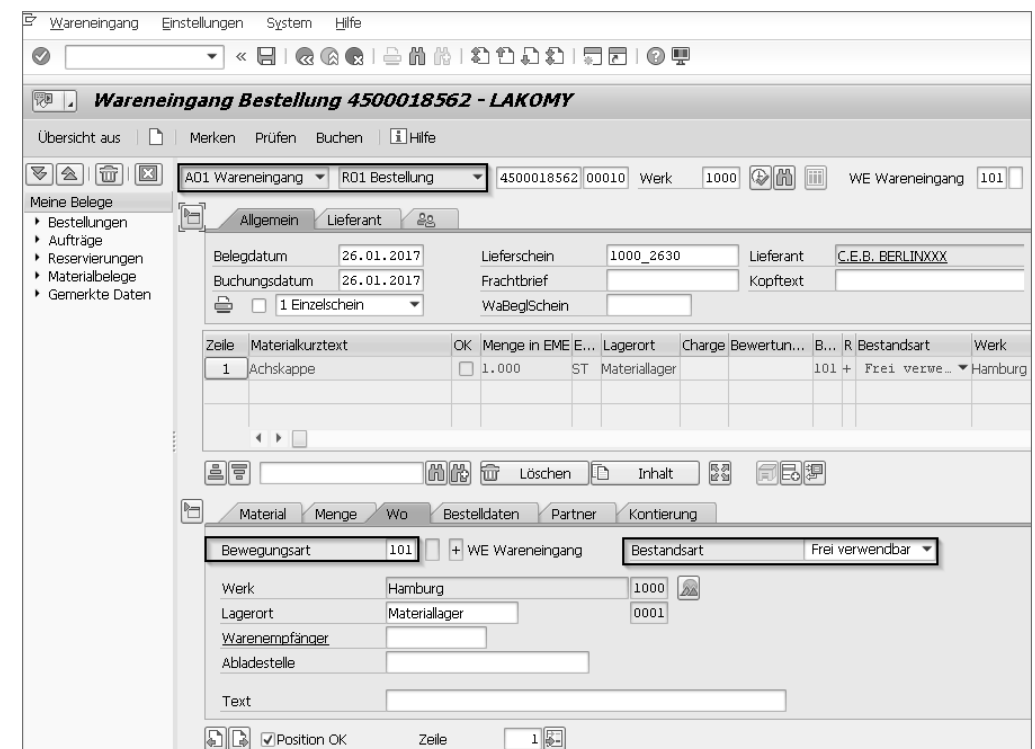 Wareneingang Einstellungen System Hilfe
Wareneingang Bestellung 4500018562 - LAKOMY
Übersicht aus Merken Prüfen Buchen Hilfe
A01 Wareneingang R01 Bestellung 4500018562 00010 Werk 1000 WE Wareneingang 101
Meine Belege
Bestellungen
Aufträge
Reservierungen
Materialbelege
Gemerkte Daten
Allgemein Lieferant
Belegdatum 26.01.2017 Lieferschein 1000_2630 Lieferant C.E.B. BERLINXXX
Buchungsdatum 26.01.2017 Frachtbrief Kopftext
1 Einzelschein WaBeglSchein
Zeile Materialkurztext OK Menge in EME E... Lagerort Charge Bewertun... B... R Bestandsart Werk
1 Achskappe 1.000 ST Materiallager 101 + Frei verwe... Hamburg
Löschen Inhalt
Material Menge Wo Bestelldaten Partner Kontierung
Bewegungsart 101 + WE Wareneingang Bestandsart Frei verwendbar
Werk Hamburg 1000
Lagerort Materiallager 0001
Warenempfänger
Abladestelle
Text
Position OK Zeile 1